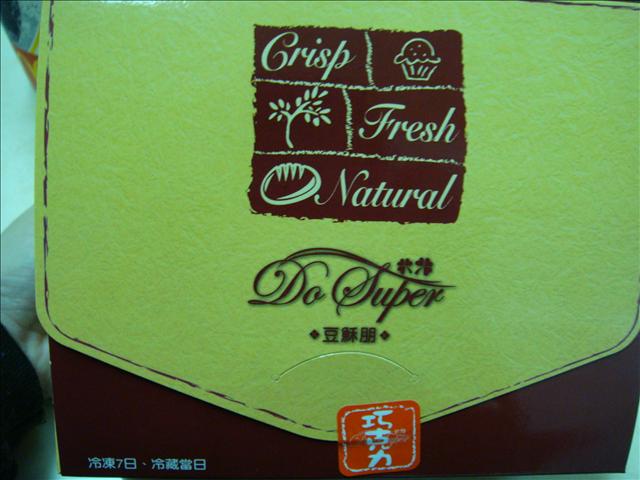 Crisp
Fresh
Natural
Do Super
豆穌朋
巧克力
冷凍7日、冷藏當日